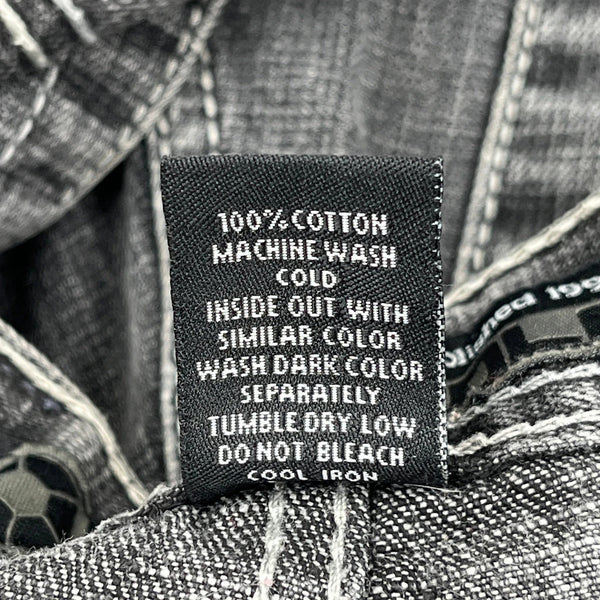 100% COTTON
MACHINE WASH
COLD
INSIDE OUT WITH
SIMILAR COLOR
WASH DARK COLOR
SEPARATELY
TUMBLE DRY LOW
DO NOT BLEACH
COOL IRON